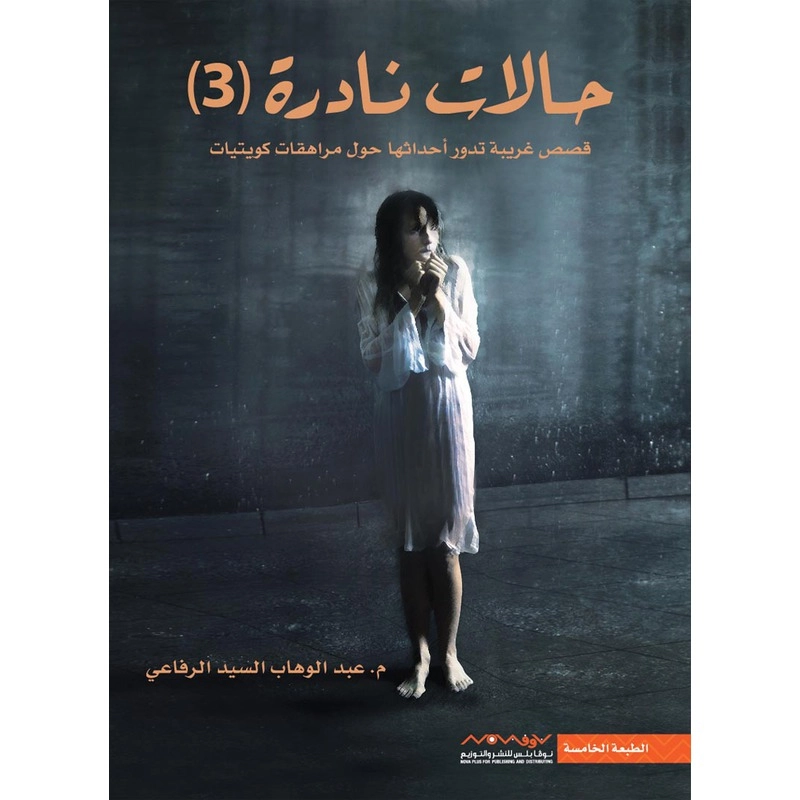 حالات نادرة (3)
قصص غريبة تدور أحداثها حول مراهقات كويتيات
م. عبد الوهاب السيد الرفاعي
الطبعة الخامسة
نوفا
نوفا بلس للنشر والتوزيع
NOVA PLUS FOR PUBLISHING AND DISTRIBUTING